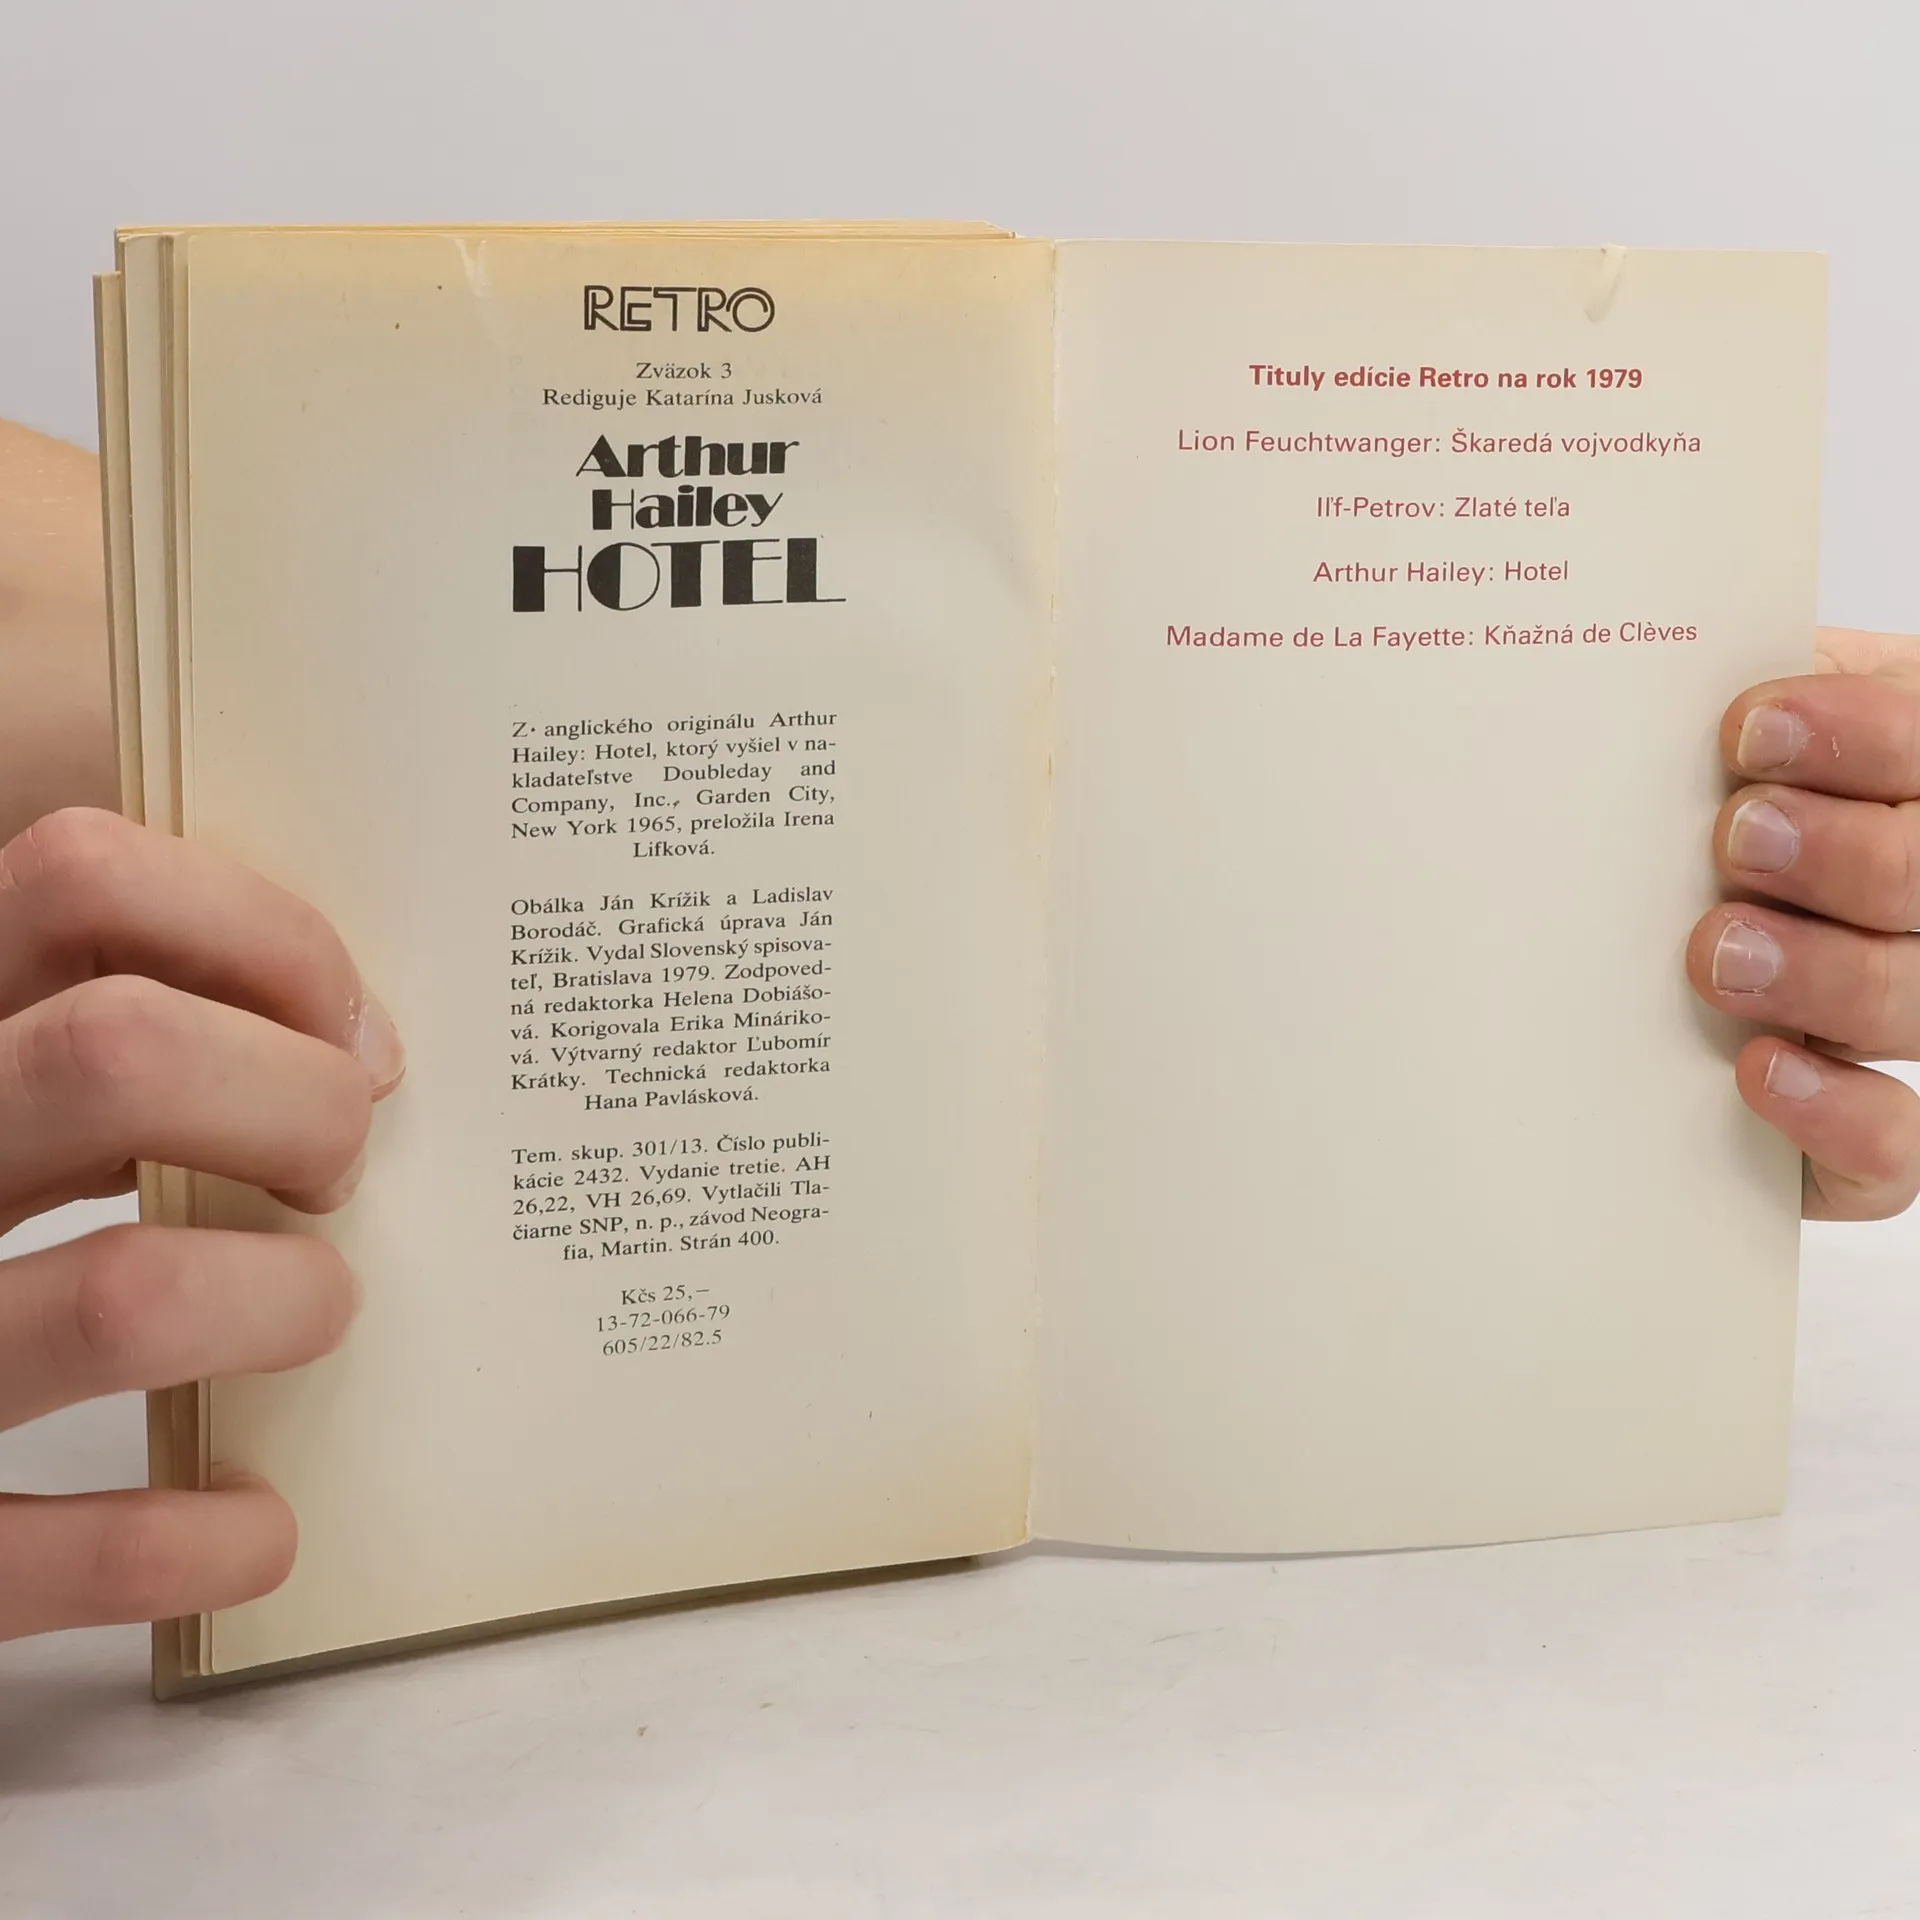 RETRO
Zväzok 3
Rediguje Katarína Jusková
Arthur
Hailey
HOTEL
Z· anglického originálu Arthur
Hailey: Hotel, ktorý vyšiel v na-
kladateľstve Doubleday and
Company, Inc., Garden City,
New York 1965, preložila Irena
Lifková.
Obálka Ján Krížik a Ladislav
Borodáč. Grafická úprava Ján
Krížik. Vydal Slovenský spisova-
teľ, Bratislava 1979. Zodpoved-
ná redaktorka Helena Dobiášo-
vá. Korigovala Erika Mináriko-
vá. Výtvarný redaktor Ľubomír
Krátky. Technická redaktorka
Hana Pavlásková.
Tem. skup. 301/13. Číslo publi-
kácie 2432. Vydanie tretie. AH
26,22, VH 26,69. Vytlačili Tla-
čiarne SNP, n. p., závod Neogra-
fia, Martin. Strán 400.
Kčs 25,—
13-72-066-79
605/22/82.5
Tituly edície Retro na rok 1979
Lion Feuchtwanger: Škaredá vojvodkyňa
Iľf-Petrov: Zlaté teľa
Arthur Hailey: Hotel
Madame de La Fayette: Kňažná de Clèves